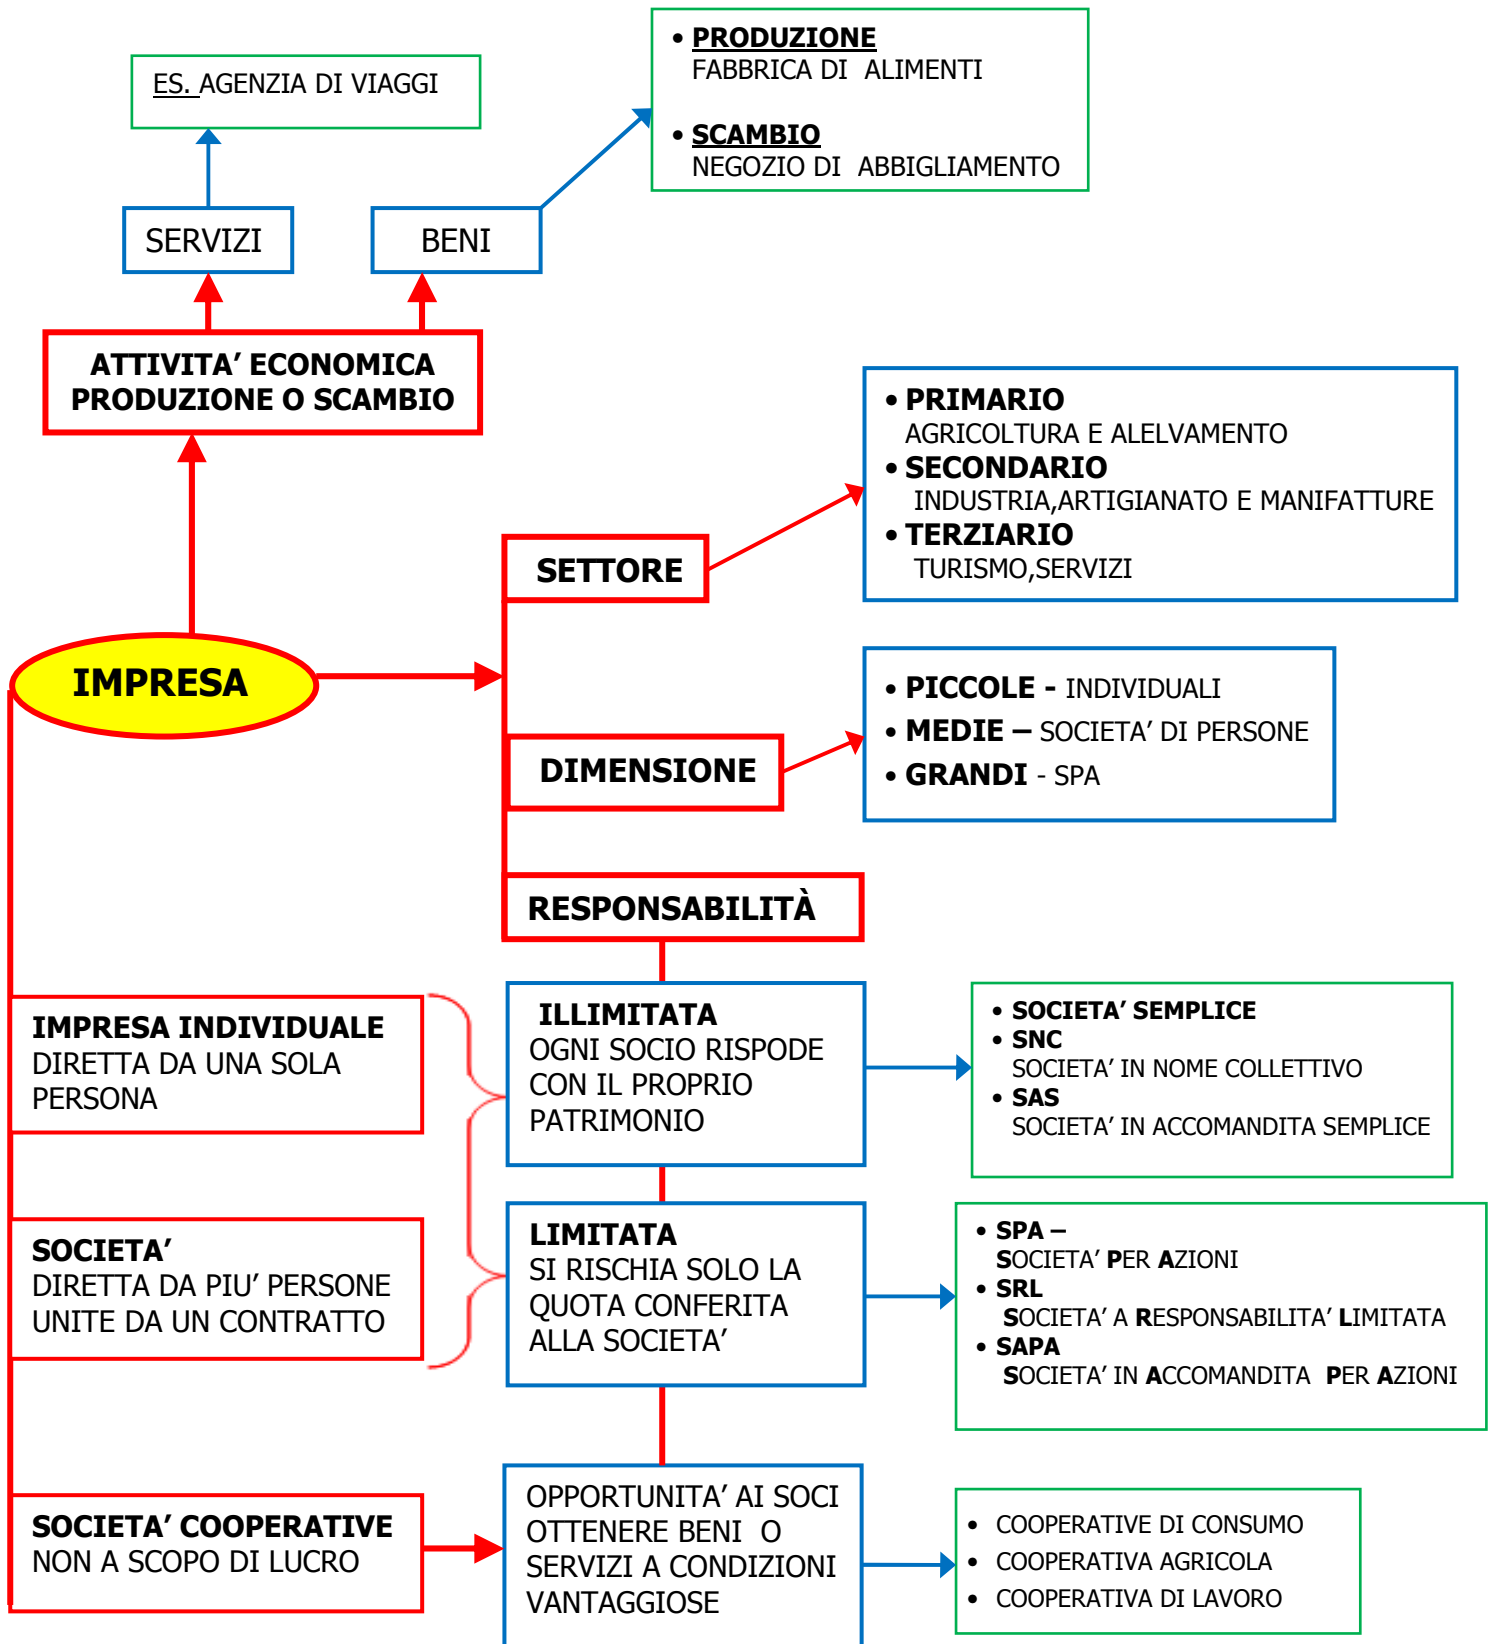 • PRODUZIONE
FABBRICA DI ALIMENTI
• SCAMBIO
NEGOZIO DI ABBIGLIAMENTO
ES. AGENZIA DI VIAGGI
SERVIZI
BENI
ATTIVITA’ ECONOMICA
PRODUZIONE O SCAMBIO
• PRIMARIO
AGRICOLTURA E ALELVAMENTO
• SECONDARIO
INDUSTRIA,ARTIGIANATO E MANIFATTURE
• TERZIARIO
TURISMO,SERVIZI
SETTORE
IMPRESA
• PICCOLE - INDIVIDUALI
• MEDIE – SOCIETA’ DI PERSONE
• GRANDI - SPA
DIMENSIONE
RESPONSABILITÀ
IMPRESA INDIVIDUALE
DIRETTA DA UNA SOLA
PERSONA
ILLIMITATA
OGNI SOCIO RISPODE
CON IL PROPRIO
PATRIMONIO
• SOCIETA’ SEMPLICE
• SNC
SOCIETA’ IN NOME COLLETTIVO
• SAS
SOCIETA’ IN ACCOMANDITA SEMPLICE
SOCIETA’
DIRETTA DA PIU’ PERSONE
UNITE DA UN CONTRATTO
LIMITATA
SI RISCHIA SOLO LA
QUOTA CONFERITA
ALLA SOCIETA’
• SPA –
SOCIETA’ PER AZIONI
• SRL
SOCIETA’ A RESPONSABILITA’ LIMITATA
• SAPA
SOCIETA’ IN ACCOMANDITA PER AZIONI
SOCIETA’ COOPERATIVE
NON A SCOPO DI LUCRO
OPPORTUNITA’ AI SOCI
OTTENERE BENI O
SERVIZI A CONDIZIONI
VANTAGGIOSE
• COOPERATIVE DI CONSUMO
• COOPERATIVA AGRICOLA
• COOPERATIVA DI LAVORO